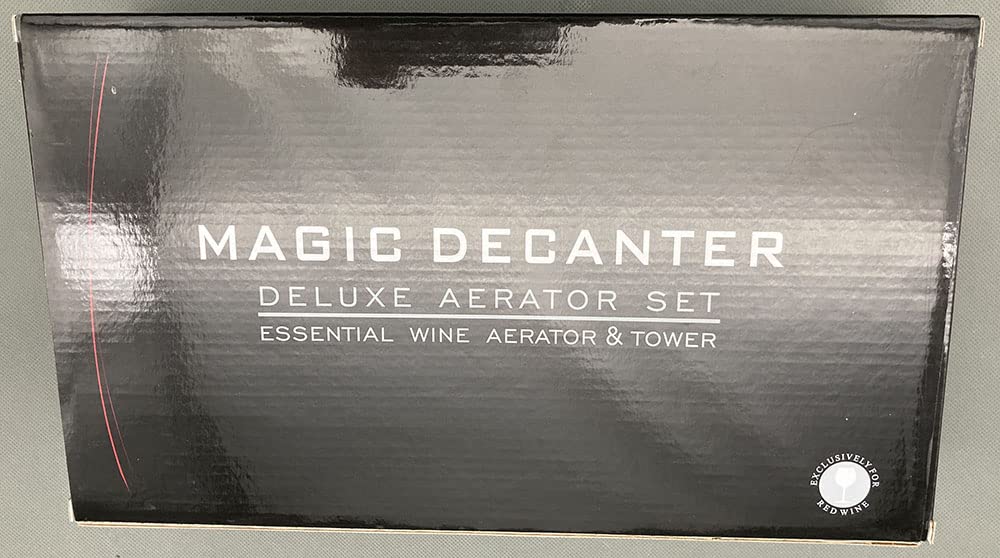 MAGIC DECANTER
DELUXE AERATOR SET
ESSENTIAL WINE AERATOR & TOWER
EXCLUSIVELY FOR
RED WINE